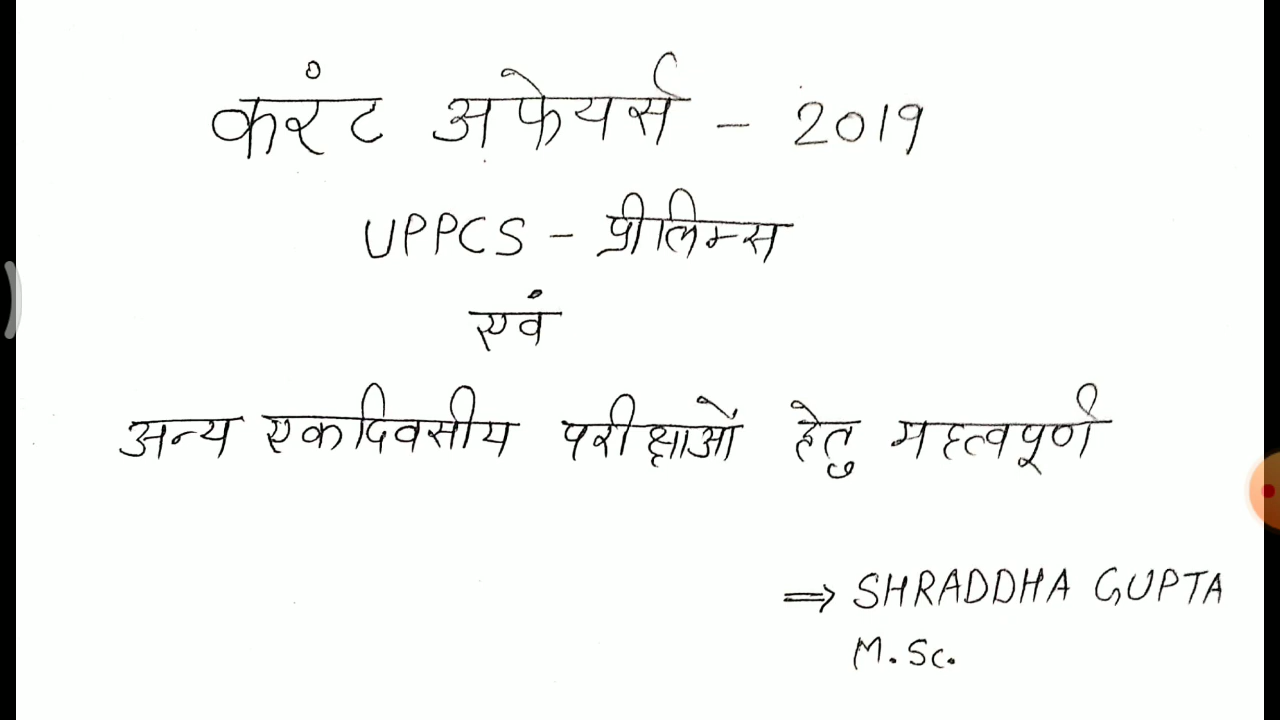 करंट अफेयर्स - 2019
UPPCS - प्रीलिम्स
एवं
अन्य एकदिवसीय परीक्षाओं हेतु महत्वपूर्ण
⇒ SHRADDHA GUPTA
M.Sc.